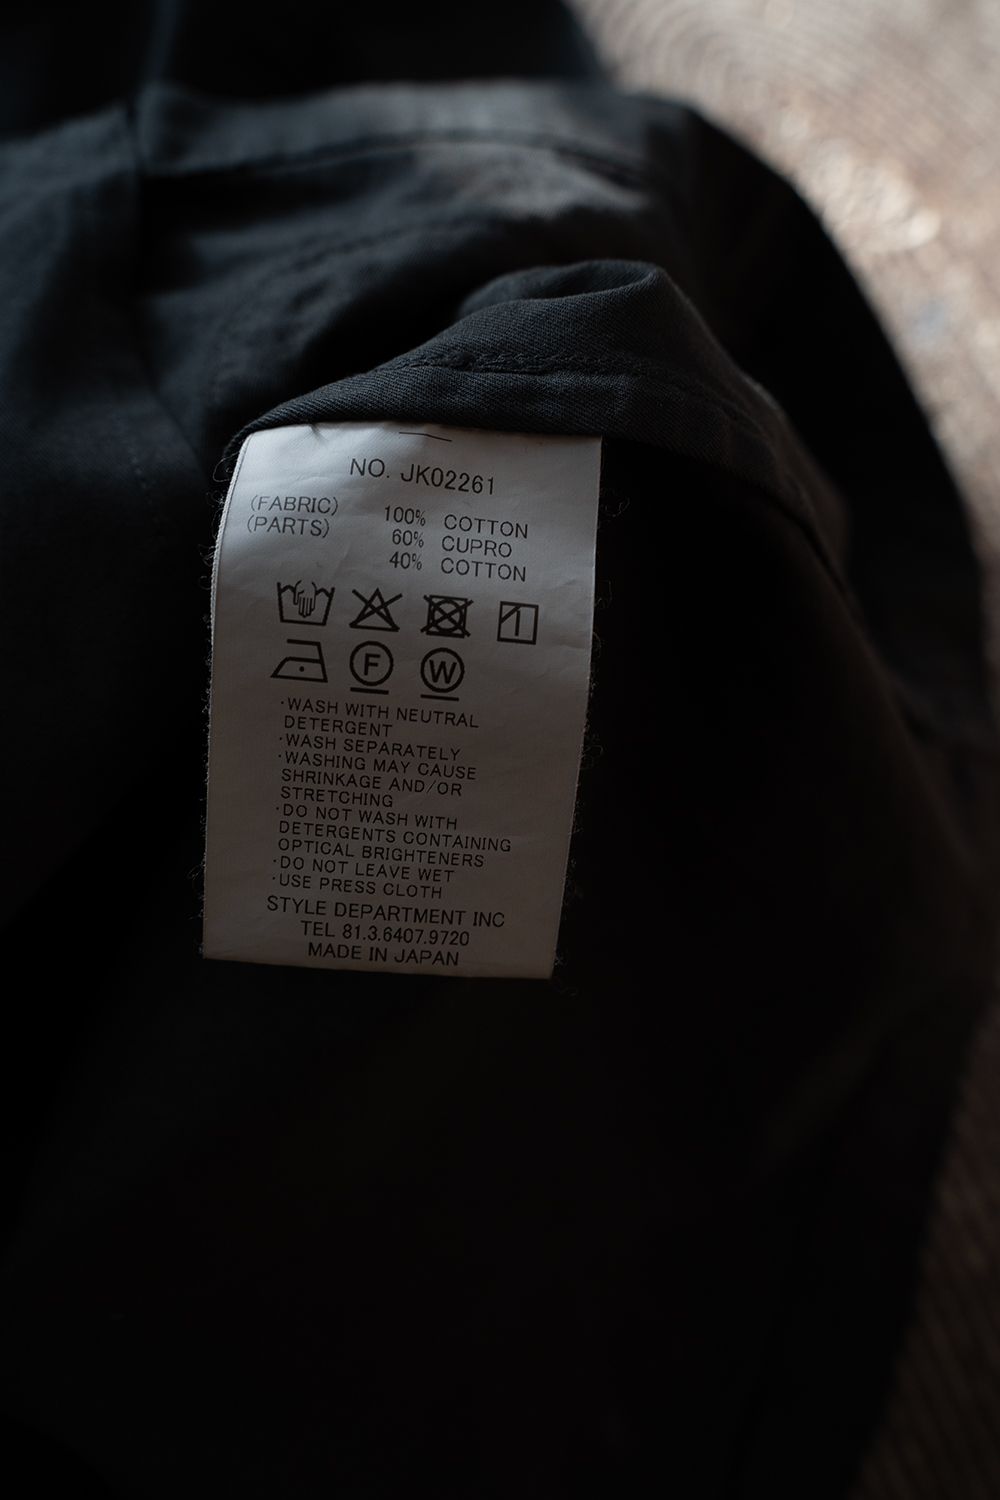 NO. JK02261
(FABRIC) 100% COTTON
(PARTS) 60% CUPRO
40% COTTON
F W
·WASH WITH NEUTRAL
DETERGENT
·WASH SEPARATELY
·WASHING MAY CAUSE
SHRINKAGE AND/OR
STRETCHING
·DO NOT WASH WITH
DETERGENTS CONTAINING
OPTICAL BRIGHTENERS
·DO NOT LEAVE WET
·USE PRESS CLOTH
STYLE DEPARTMENT INC
TEL 81.3.6407.9720
MADE IN JAPAN